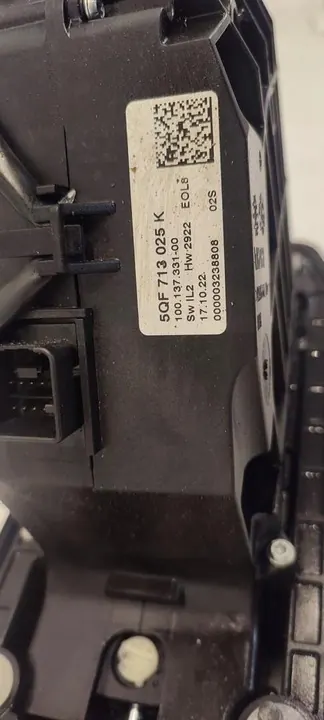 EOL8 02S
5QF 713 025 K
100.137.331-00
Sw IL2 Hw 2922
17.10.22
000003238808